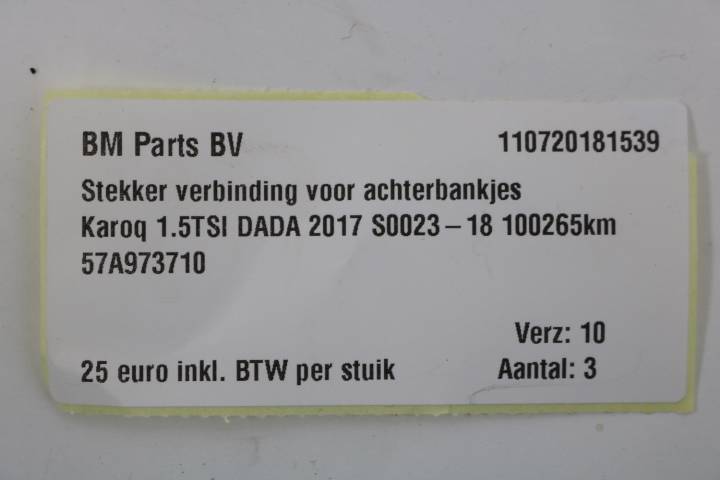 BM Parts BV 110720181539
Stekker verbinding voor achterbankjes
Karoq 1.5TSI DADA 2017 S0023-18 100265km
57A973710
Verz: 10
25 euro inkl. BTW per stuik Aantal: 3